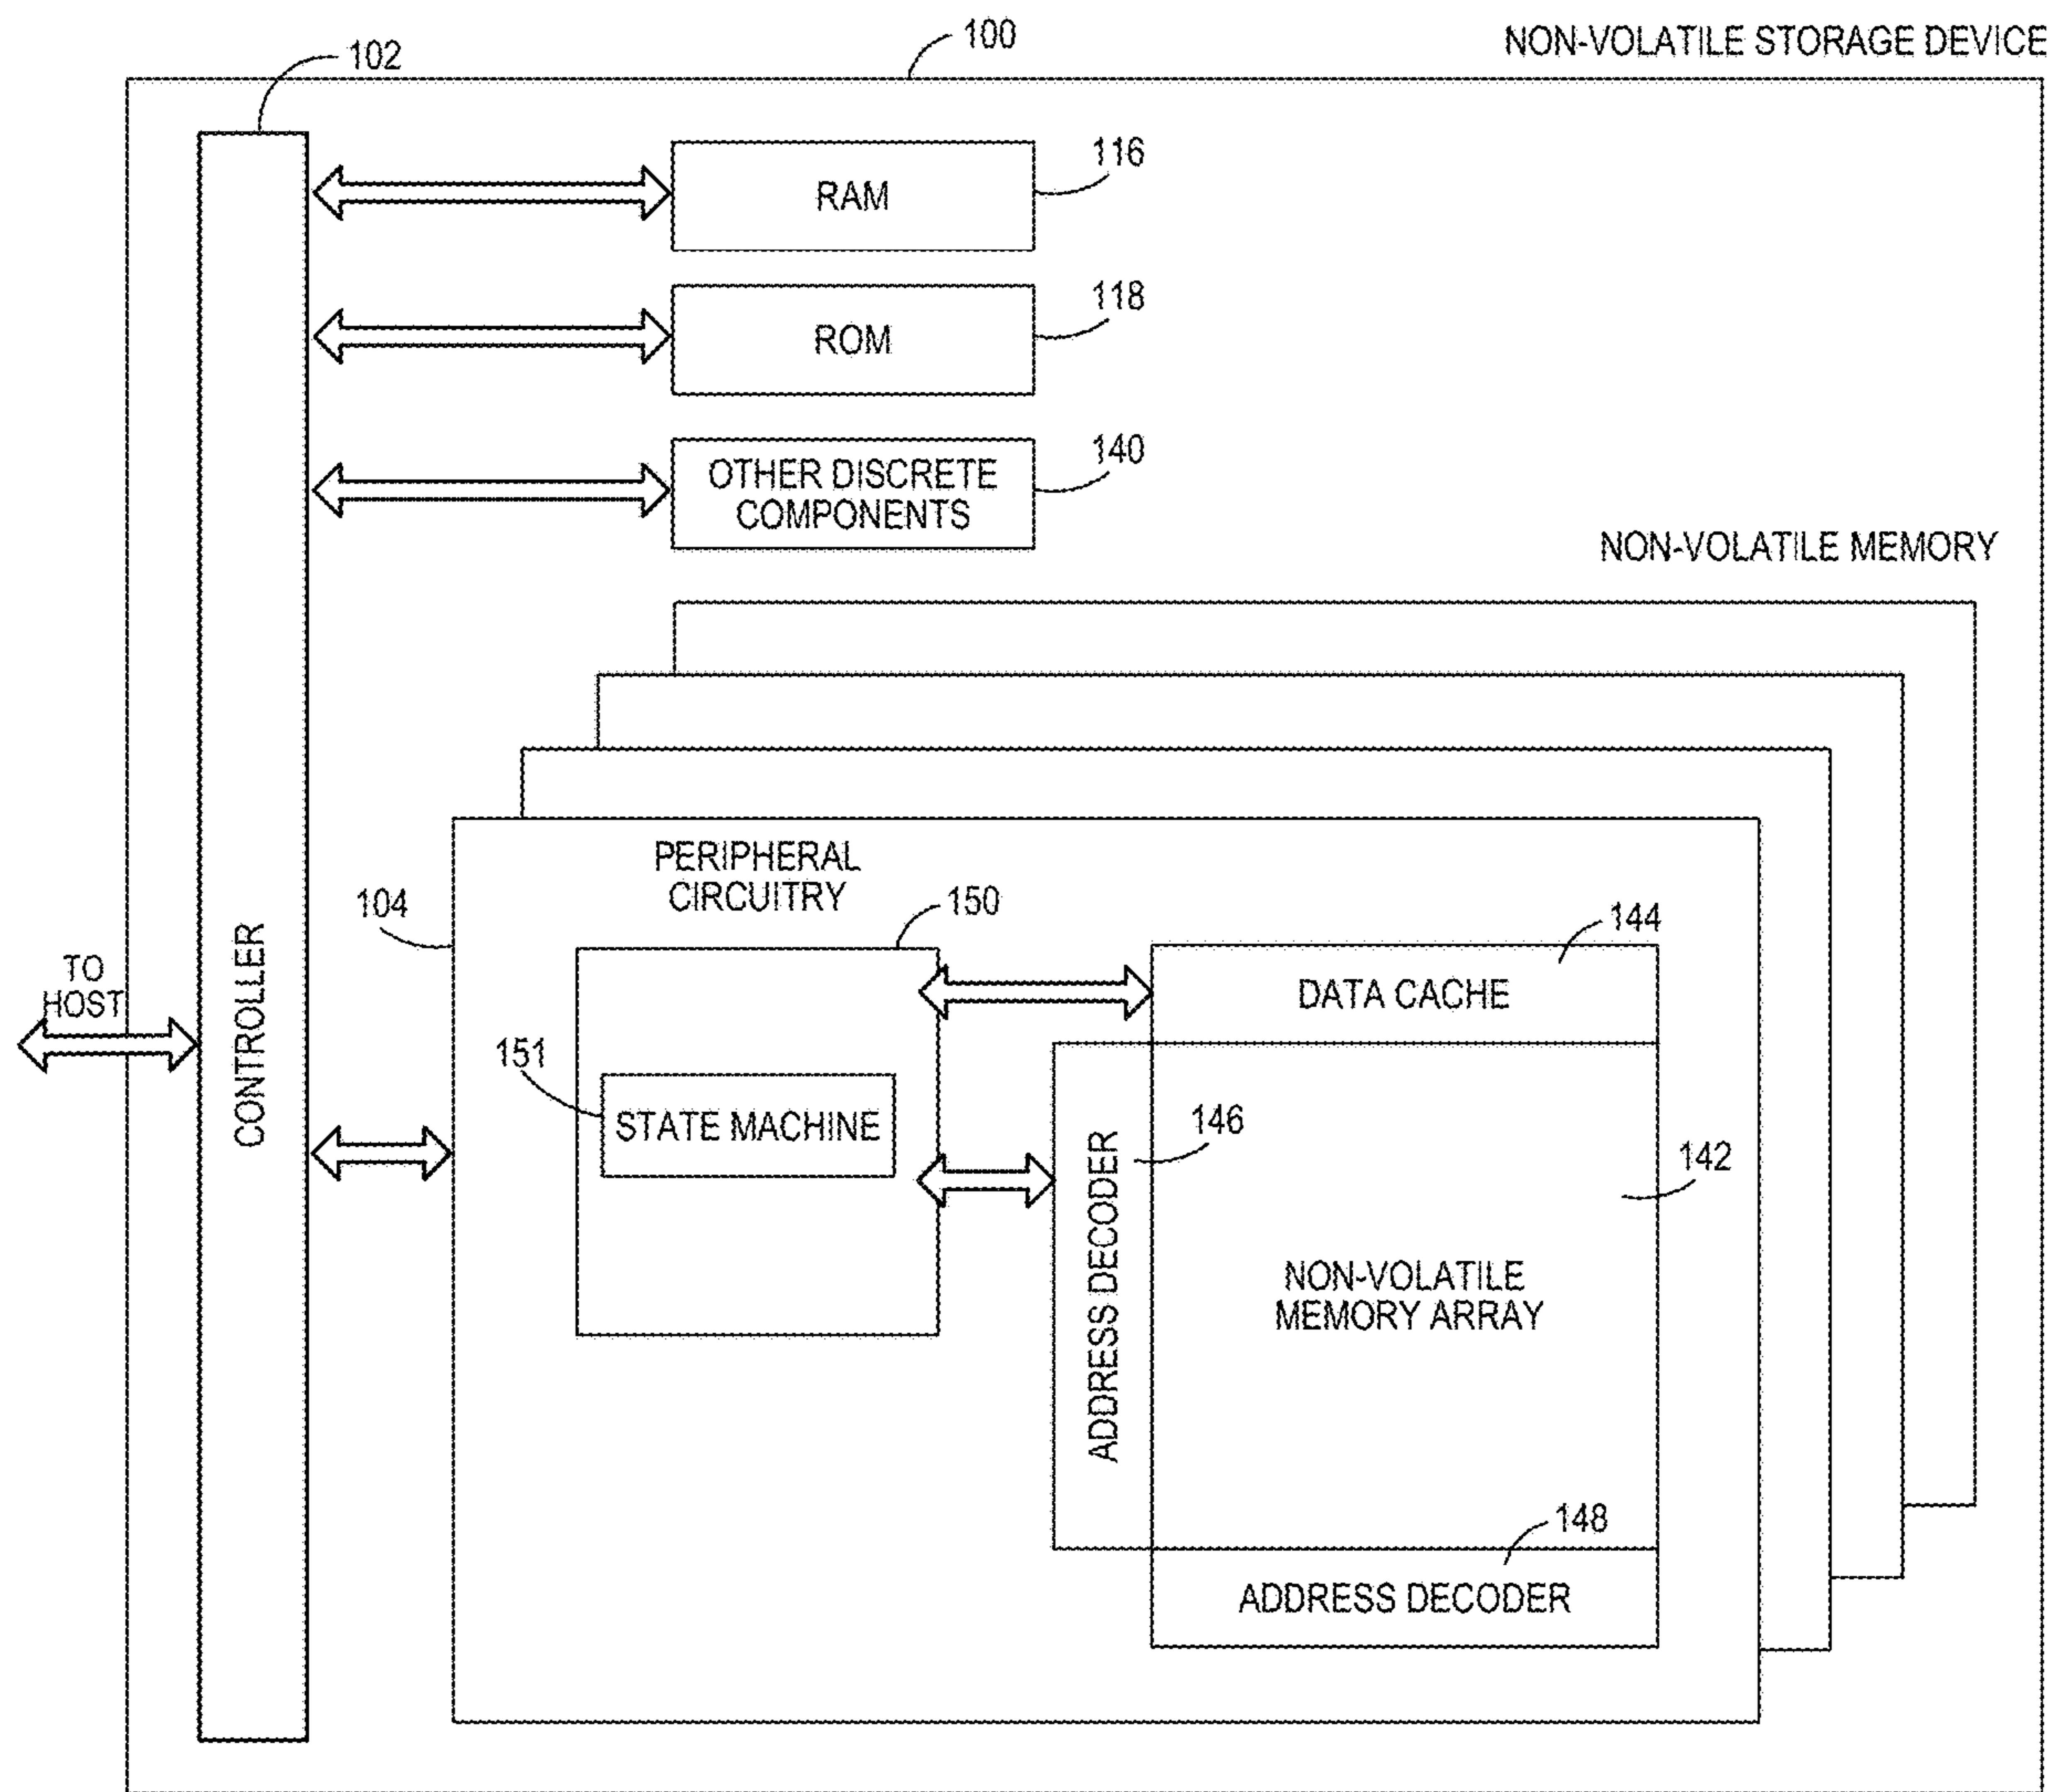 100
NON-VOLATILE STORAGE DEVICE
102
116
RAM
118
ROM
140
OTHER DISCRETE
COMPONENTS
NON-VOLATILE MEMORY
PERIPHERAL
CIRCUITRY
104
150
144
TO
HOST
CONTROLLER
DATA CACHE
151
STATE MACHINE
146
ADDRESS DECODER
142
NON-VOLATILE
MEMORY ARRAY
148
ADDRESS DECODER